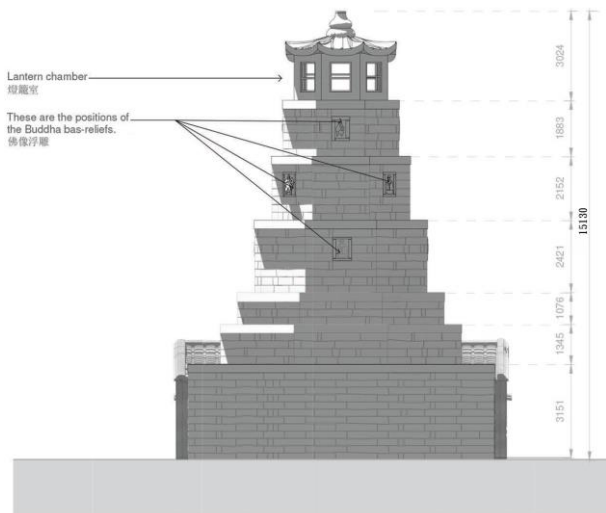 Lantern chamber
燈籠室
These are the positions of
the Buddha bas-reliefs.
佛像浮雕
3024
1883
2152
2421
1076
1345
3151
15130